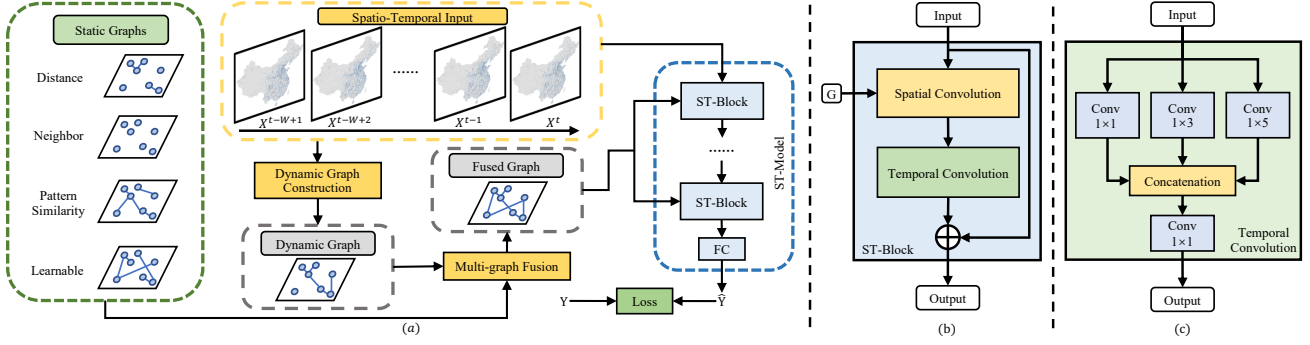 Static Graphs
Distance
Neighbor
Pattern
Similarity
Learnable
Spatio-Temporal Input
......
X^{t-W+1}
X^{t-W+2}
X^{t-1}
X^t
Dynamic Graph
Construction
Dynamic Graph
Fused Graph
Multi-graph Fusion
ST-Block
......
ST-Block
FC
ST-Model
Y
Loss
Ŷ
(a)
Input
G
Spatial Convolution
Temporal Convolution
ST-Block
Output
(b)
Input
Conv
1×1
Conv
1×3
Conv
1×5
Concatenation
Conv
1×1
Temporal
Convolution
Output
(c)